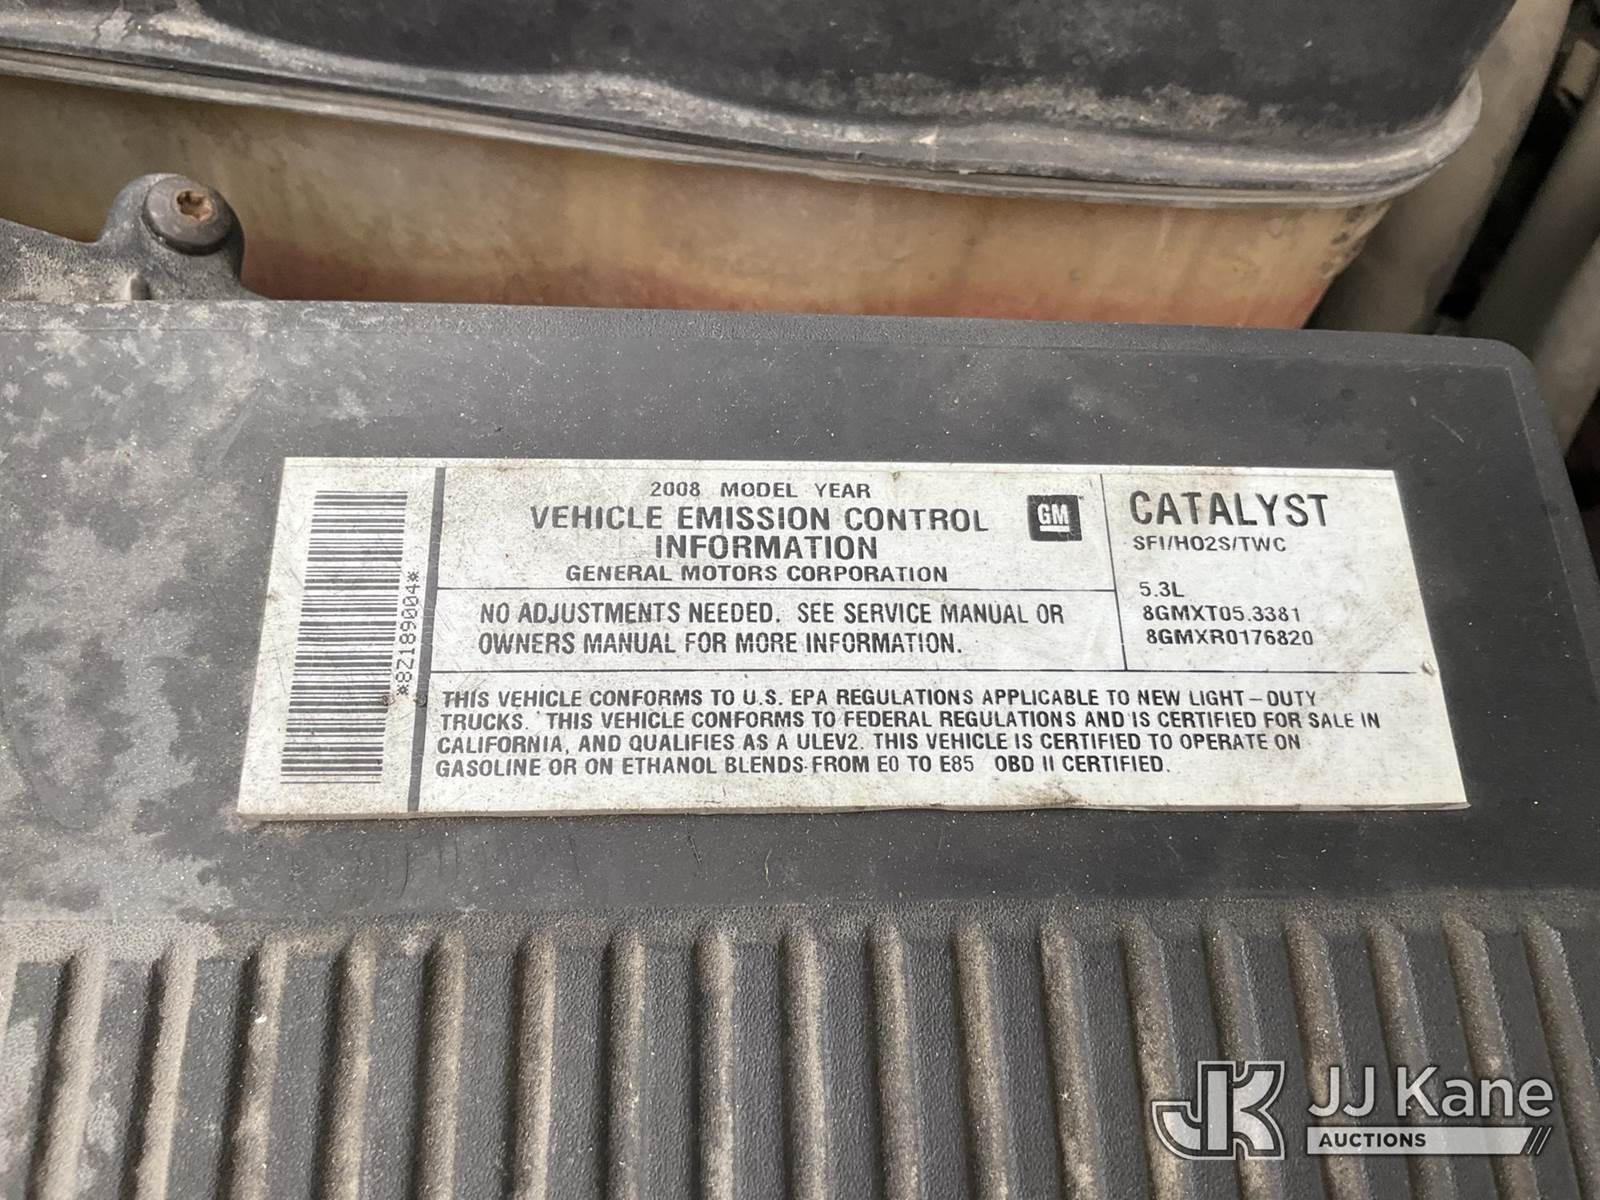 *8Z1189004*
2008 MODEL YEAR
VEHICLE EMISSION CONTROL
INFORMATION
GENERAL MOTORS CORPORATION
GM
NO ADJUSTMENTS NEEDED. SEE SERVICE MANUAL OR
OWNERS MANUAL FOR MORE INFORMATION.
CATALYST
SFI/HO2S/TWC
5.3L
8GMXT05.3381
8GMXR0176820
THIS VEHICLE CONFORMS TO U.S. EPA REGULATIONS APPLICABLE TO NEW LIGHT-DUTY
TRUCKS. THIS VEHICLE CONFORMS TO FEDERAL REGULATIONS AND IS CERTIFIED FOR SALE IN
CALIFORNIA, AND QUALIFIES AS A ULEV2. THIS VEHICLE IS CERTIFIED TO OPERATE ON
GASOLINE OR ON ETHANOL BLENDS FROM E0 TO E85 OBD II CERTIFIED.
JK JJ Kane
AUCTIONS